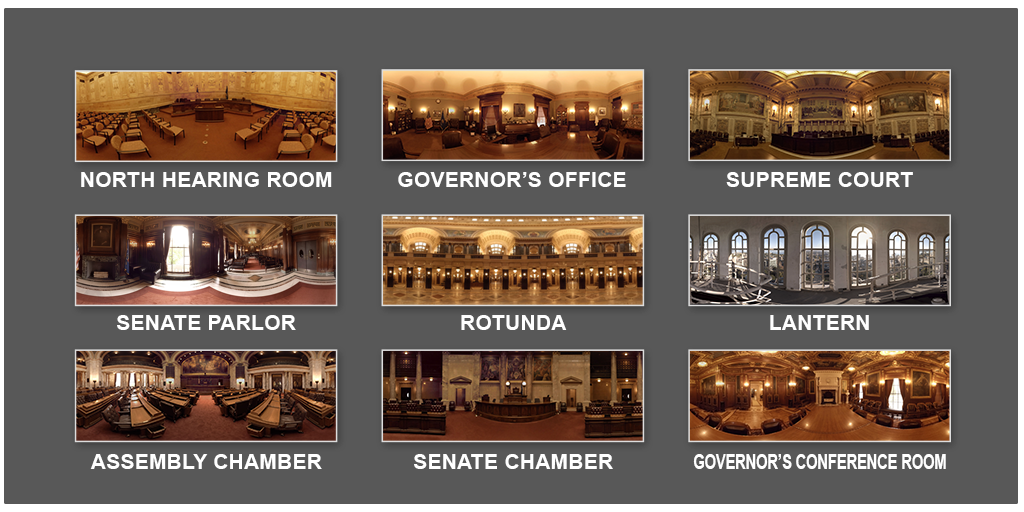 NORTH HEARING ROOM
GOVERNOR’S OFFICE
SUPREME COURT
SENATE PARLOR
ROTUNDA
LANTERN
ASSEMBLY CHAMBER
SENATE CHAMBER
GOVERNOR’S CONFERENCE ROOM